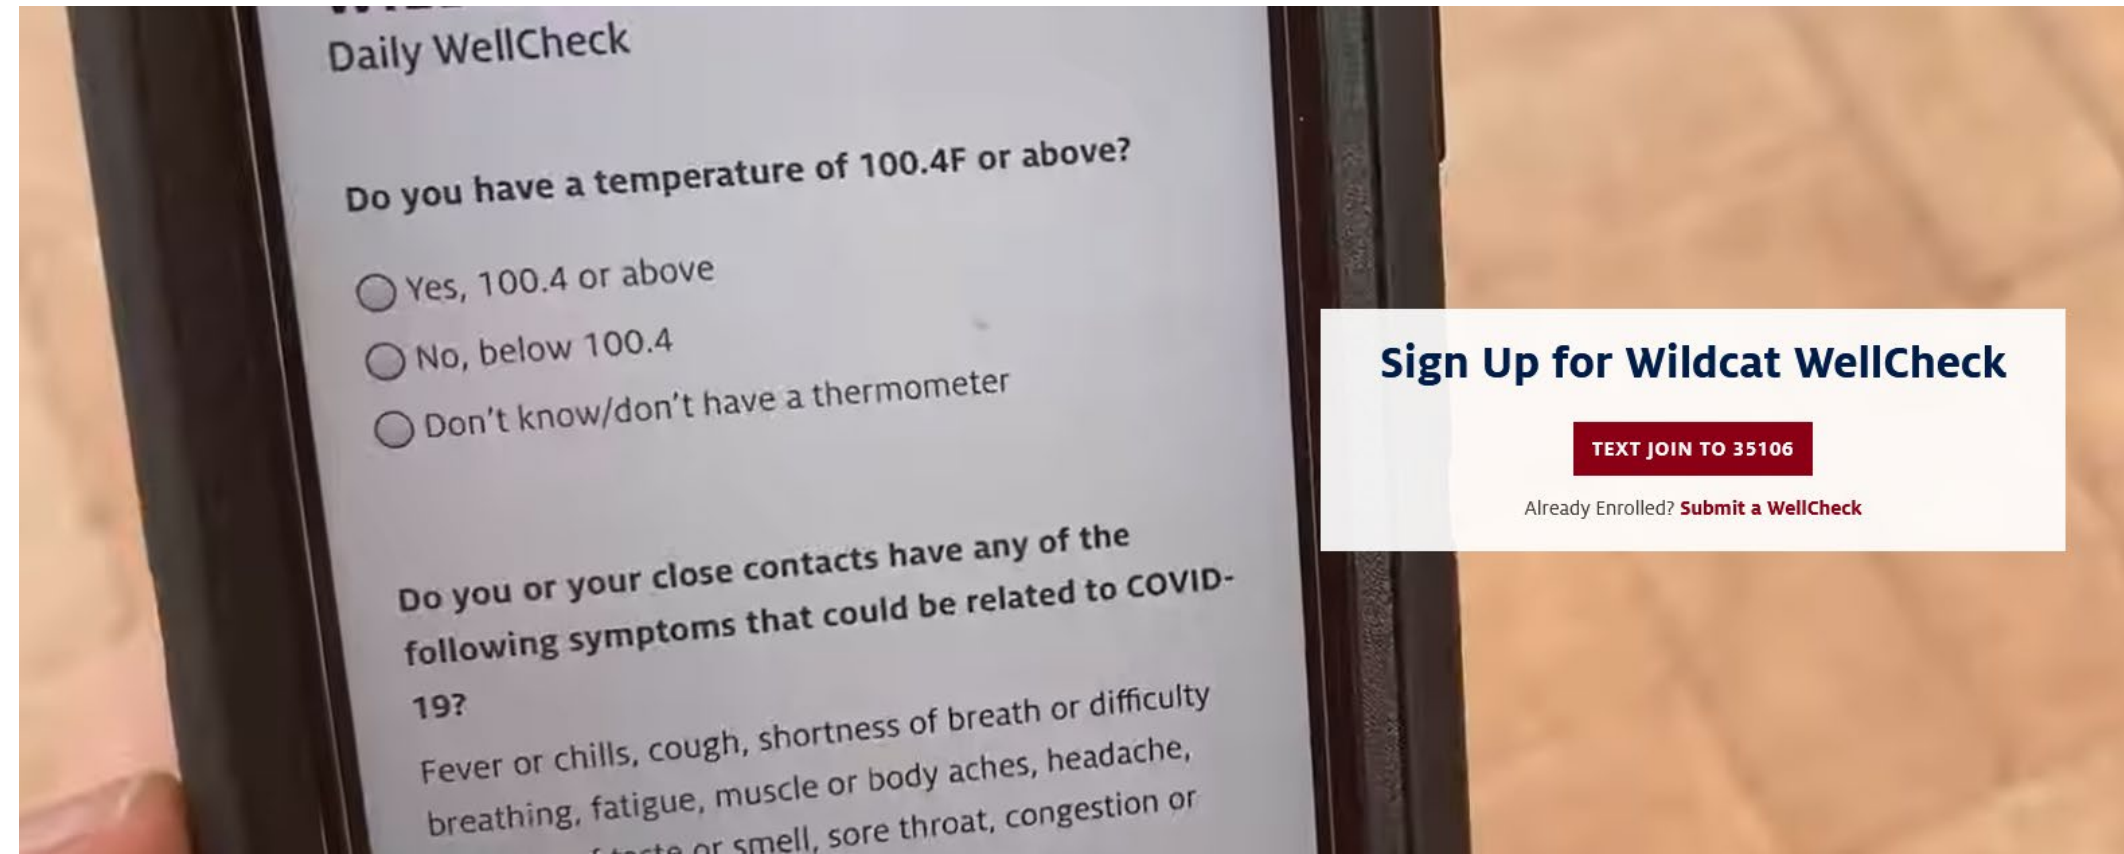 Daily WellCheck
Do you have a temperature of 100.4F or above?
Yes, 100.4 or above
No, below 100.4
Don't know/don't have a thermometer
Do you or your close contacts have any of the
following symptoms that could be related to COVID-
19?
Fever or chills, cough, shortness of breath or difficulty
breathing, fatigue, muscle or body aches, headache,
or smell, sore throat, congestion or
Sign Up for Wildcat WellCheck
TEXT JOIN TO 35106
Already Enrolled? Submit a WellCheck